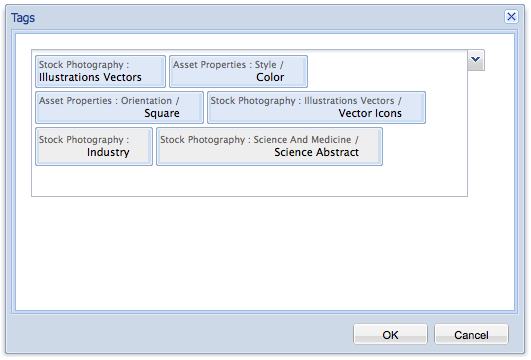 Tags
Stock Photography :
Illustrations Vectors
Asset Properties : Style /
Color
Asset Properties : Orientation /
Square
Stock Photography : Illustrations Vectors /
Vector Icons
Stock Photography :
Industry
Stock Photography : Science And Medicine /
Science Abstract
OK
Cancel